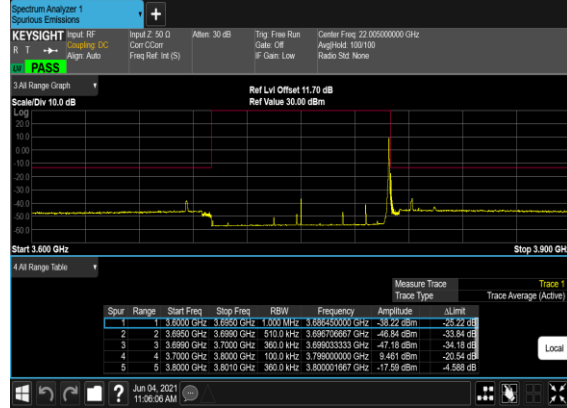 Spectrum Analyzer 1
Spurious Emissions
KEYSIGHT Input: RF Input Z: 50 Ω Atten: 30 dB Trig: Free Run Center Freq: 22.005000000 GHz
R T Coupling: DC Corr CCorr Gate: Off Avg|Hold: 100/100
Align: Auto Freq Ref: Int (S) IF Gain: Low Radio Std: None
LW PASS
3 All Range Graph
Ref Lvl Offset 11.70 dB
Scale/Div 10.0 dB Ref Value 30.00 dBm
Log
20.0
10.0
0.00
-10.0
-20.0
-30.0
-40.0
-50.0
-60.0
Start 3.600 GHz Stop 3.900 GHz
4 All Range Table
Measure Trace Trace 1
Trace Type Trace Average (Active)
Spur Range Start Freq Stop Freq RBW Frequency Amplitude ΔLimit
1 1 3.6000 GHz 3.6950 GHz 1.000 MHz 3.686450000 GHz -38.22 dBm -25.22 dB
2 2 3.6950 GHz 3.6990 GHz 510.0 kHz 3.696706667 GHz -46.84 dBm -33.84 dB
3 3 3.6990 GHz 3.7000 GHz 360.0 kHz 3.699033333 GHz -47.18 dBm -34.18 dB
4 4 3.7000 GHz 3.8000 GHz 100.0 kHz 3.799000000 GHz 9.461 dBm -20.54 dB
5 5 3.8000 GHz 3.8010 GHz 360.0 kHz 3.800001667 GHz -17.59 dBm -4.588 dB
Local
Jun 04, 2021
11:06:06 AM